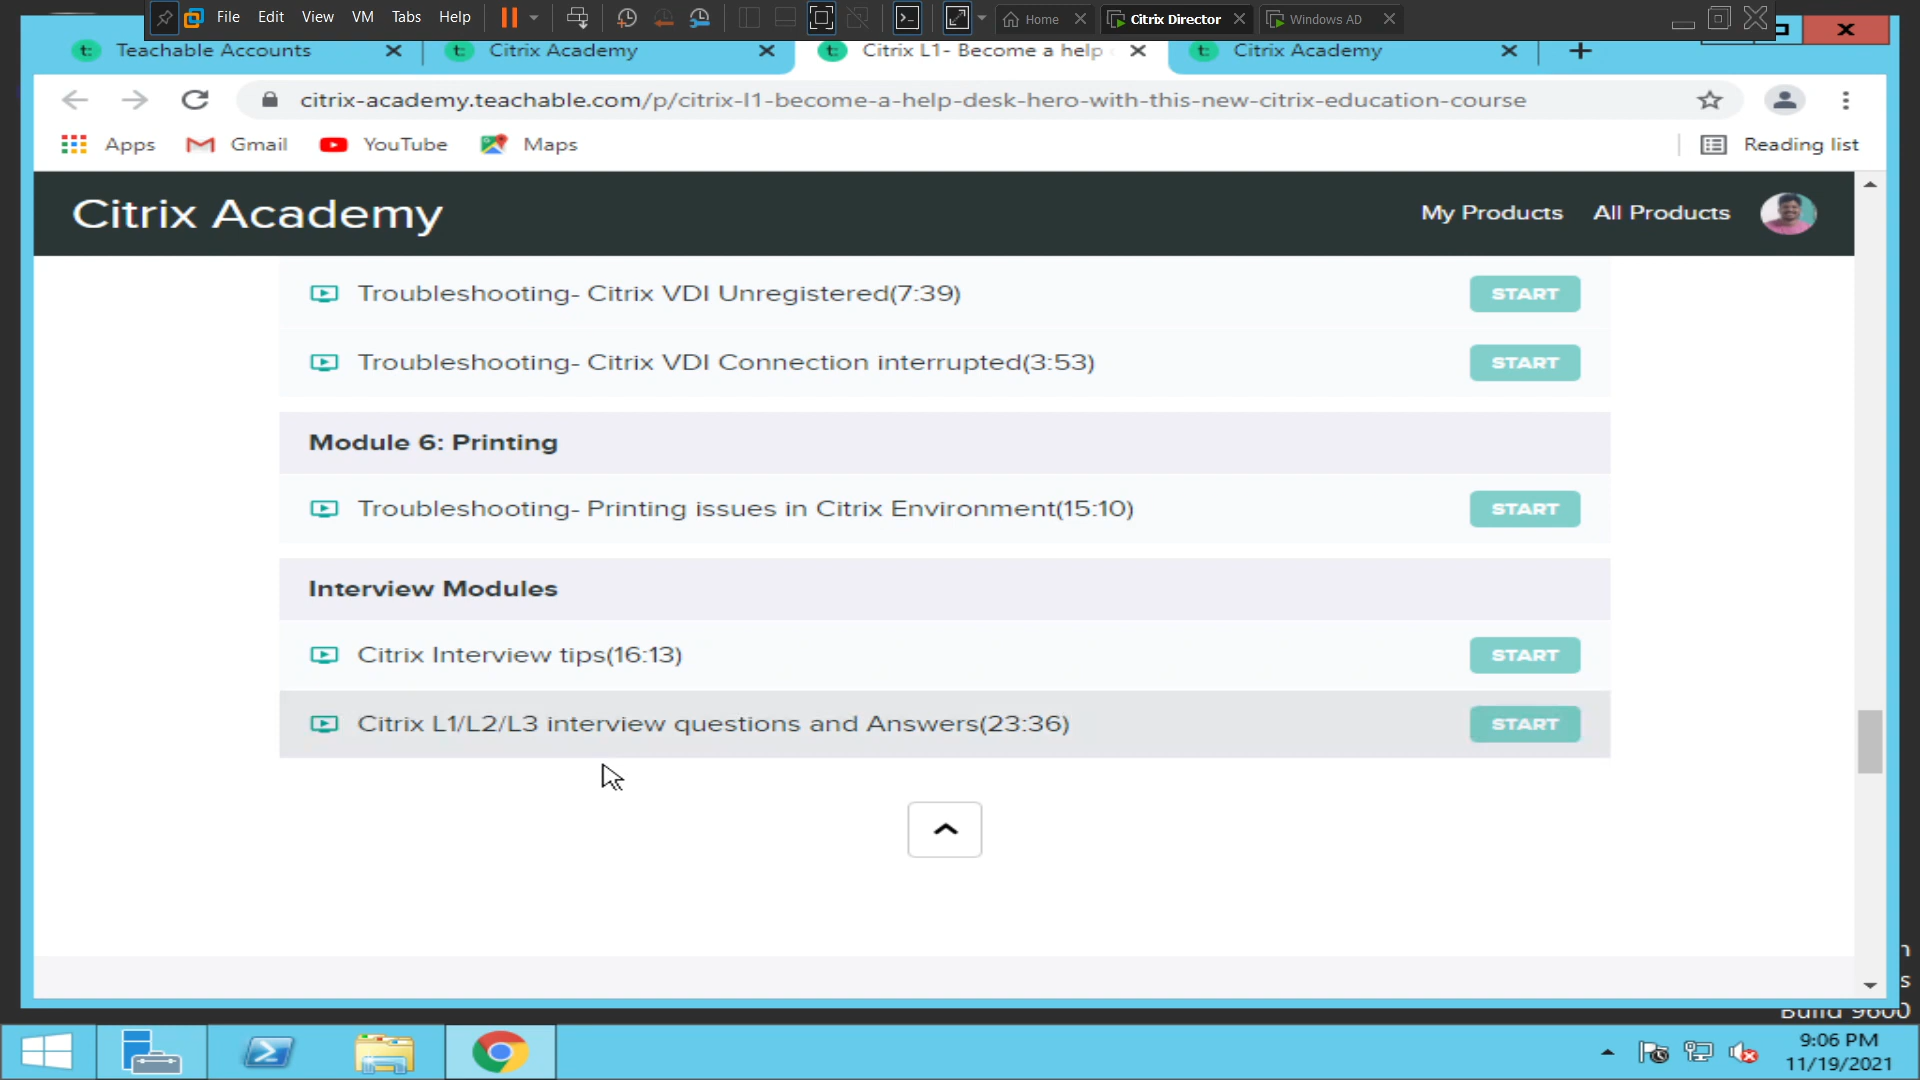 File Edit View VM Tabs Help Home Citrix Director Windows AD
Teachable Accounts Citrix Academy Citrix L1- Become a help Citrix Academy
citrix-academy.teachable.com/p/citrix-l1-become-a-help-desk-hero-with-this-new-citrix-education-course
Apps Gmail YouTube Maps Reading list
Citrix Academy My Products All Products
Troubleshooting- Citrix VDI Unregistered(7:39) START
Troubleshooting- Citrix VDI Connection interrupted(3:53) START
Module 6: Printing
Troubleshooting- Printing issues in Citrix Environment(15:10) START
Interview Modules
Citrix Interview tips(16:13) START
Citrix L1/L2/L3 interview questions and Answers(23:36) START
Build 9600
9:06 PM
11/19/2021